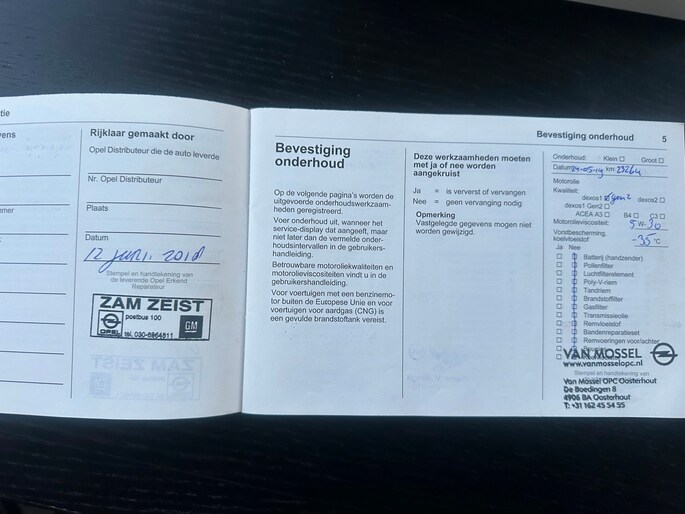 tie
vens
mer
Rijklaar gemaakt door
Opel Distributeur die de auto leverde
Nr. Opel Distributeur
Plaats
Datum
12 juni. 2018
Stempel en handtekening van
de leverende Opel Erkend
Reparateur
ZAM ZEIST
postbus 100
OPEL
GM
tel. 030-6964811
Bevestiging onderhoud 5
Bevestiging
onderhoud
Op de volgende pagina's worden de
uitgevoerde onderhoudswerkzaam-
heden geregistreerd.
Voer onderhoud uit, wanneer het
service-display dat aangeeft, maar
niet later dan de vermelde onder-
houdsintervallen in de gebruikers-
handleiding.
Betrouwbare motoroliekwaliteiten en
motorolieviscositeiten vindt u in de
gebruikershandleiding.
Voor voertuigen met een benzinemo-
tor buiten de Europese Unie en voor
voertuigen voor aardgas (CNG) is
een gevulde brandstoftank vereist.
Deze werkzaamheden moeten
met ja of nee worden
aangekruist
Ja = is ververst of vervangen
Nee = geen vervanging nodig
Opmerking
Vastgelegde gegevens mogen niet
worden gewijzigd.
Onderhoud: Klein Groot
Datum -05-19 km: 23264
Motorolie
Kwaliteit:
dexos1 gen2 dexos2
dexos1 Gen2
ACEA A3 B4 C3
Motorolieviscositeit: 5 W- 30
Vorstbescherming,
koelvloeistof -35 °C
Ja Nee
Batterij (handzender)
Pollenfilter
Luchtfilterelement
Poly-V-riem
Tandriem
Brandstoffilter
Gasfilter
Transmissieolie
Remvloeistof
Bandenreparatieset
Remvoeringen voor/achter
VAN MOSSEL
www.vanmosselopc.nl
Stempel en handtekening van
Van Mossel OPC Oosterhout
De Boedingen 8
4906 BA Oosterhout
T: +31 162 45 54 55